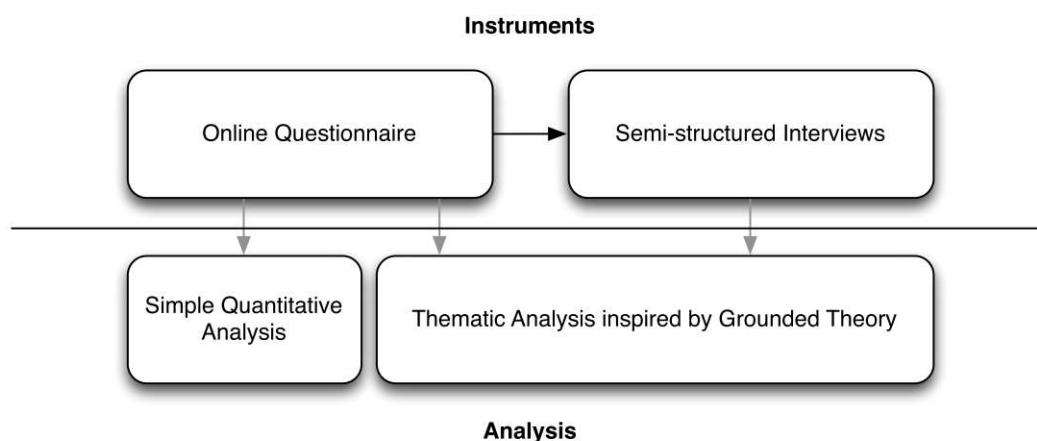 Instruments
Online Questionnaire
Semi-structured Interviews
Simple Quantitative
Analysis
Thematic Analysis inspired by Grounded Theory
Analysis